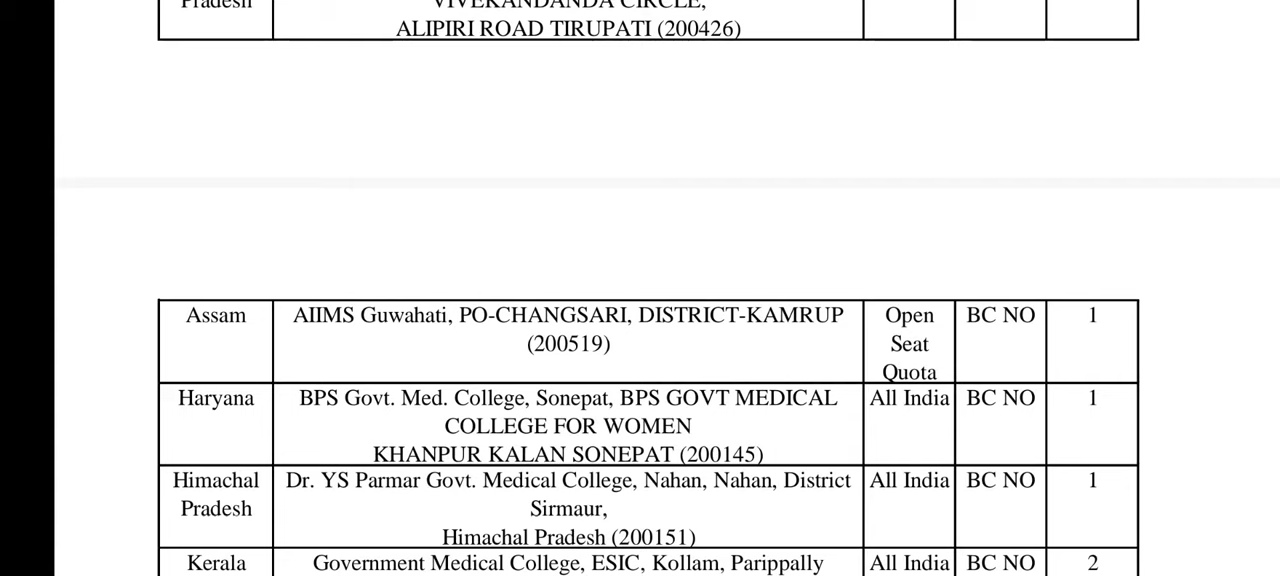 Pradesh VIVEKANDANDA CIRCLE,
ALIPIRI ROAD TIRUPATI (200426)
Assam AIIMS Guwahati, PO-CHANGSARI, DISTRICT-KAMRUP Open BC NO 1
(200519) Seat
Quota
Haryana BPS Govt. Med. College, Sonepat, BPS GOVT MEDICAL All India BC NO 1
COLLEGE FOR WOMEN
KHANPUR KALAN SONEPAT (200145)
Himachal Dr. YS Parmar Govt. Medical College, Nahan, Nahan, District All India BC NO 1
Pradesh Sirmaur,
Himachal Pradesh (200151)
Kerala Government Medical College, ESIC, Kollam, Parippally All India BC NO 2